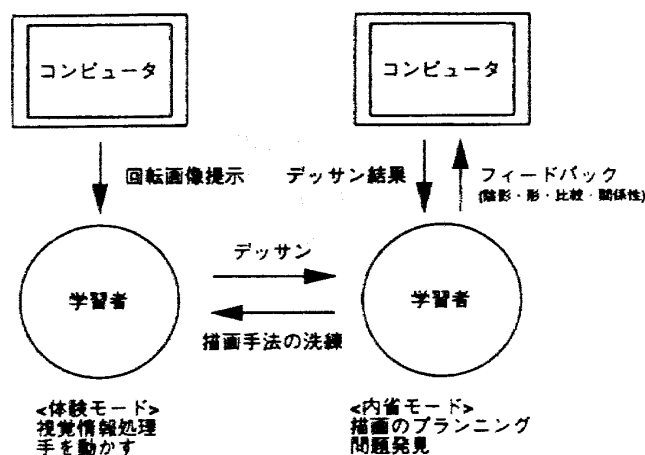 コンピュータ
コンピュータ
回転画像提示
デッサン結果
フィードバック
(陰影・形・比較・関係性)
学習者
デッサン
学習者
描画手法の洗練
<体験モード>
視覚情報処理
手を動かす
<内省モード>
描画のプランニング
問題発見